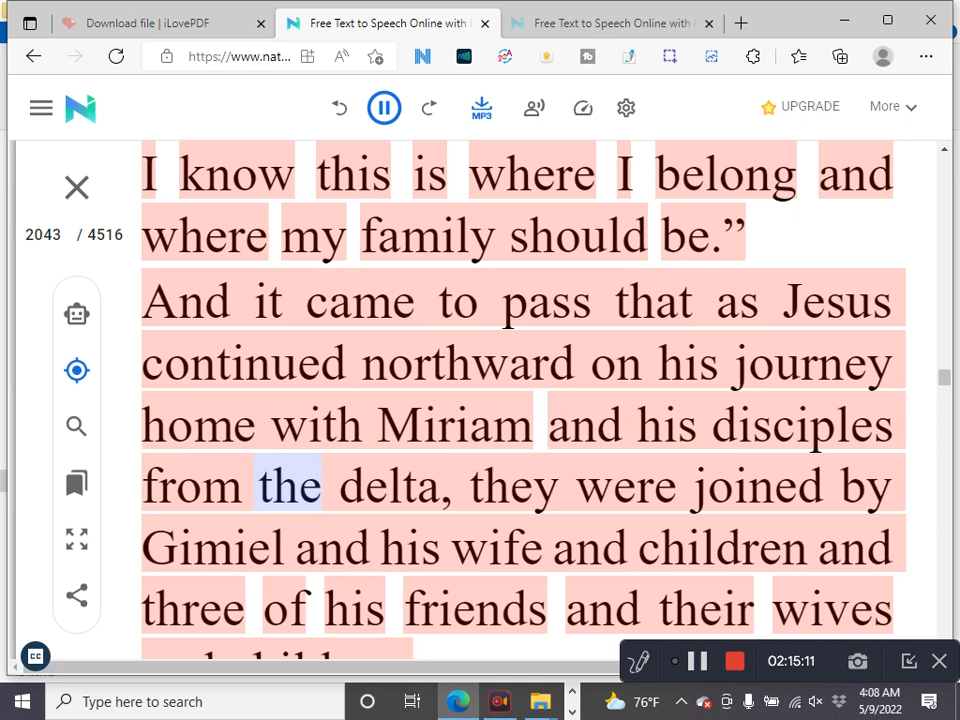 Download file | iLovePDF
Free Text to Speech Online with
Free Text to Speech Online with
https://www.nat...
MP3
UPGRADE
More
2043 / 4516
I know this is where I belong and
where my family should be.”
And it came to pass that as Jesus
continued northward on his journey
home with Miriam and his disciples
from the delta, they were joined by
Gimiel and his wife and children and
three of his friends and their wives
CC
02:15:11
Type here to search
76°F
4:08 AM
5/9/2022